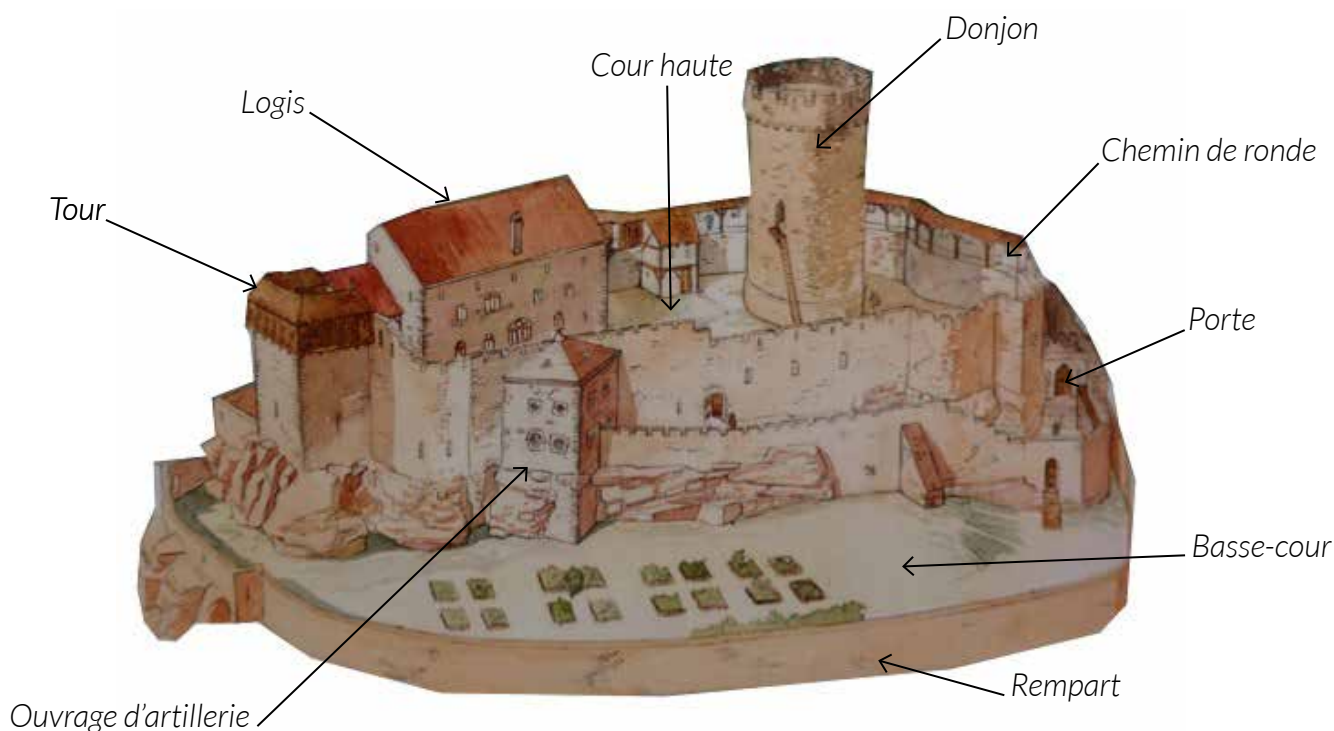 Donjon
Cour haute
Logis
Chemin de ronde
Tour
Porte
Basse-cour
Rempart
Ouvrage d'artillerie